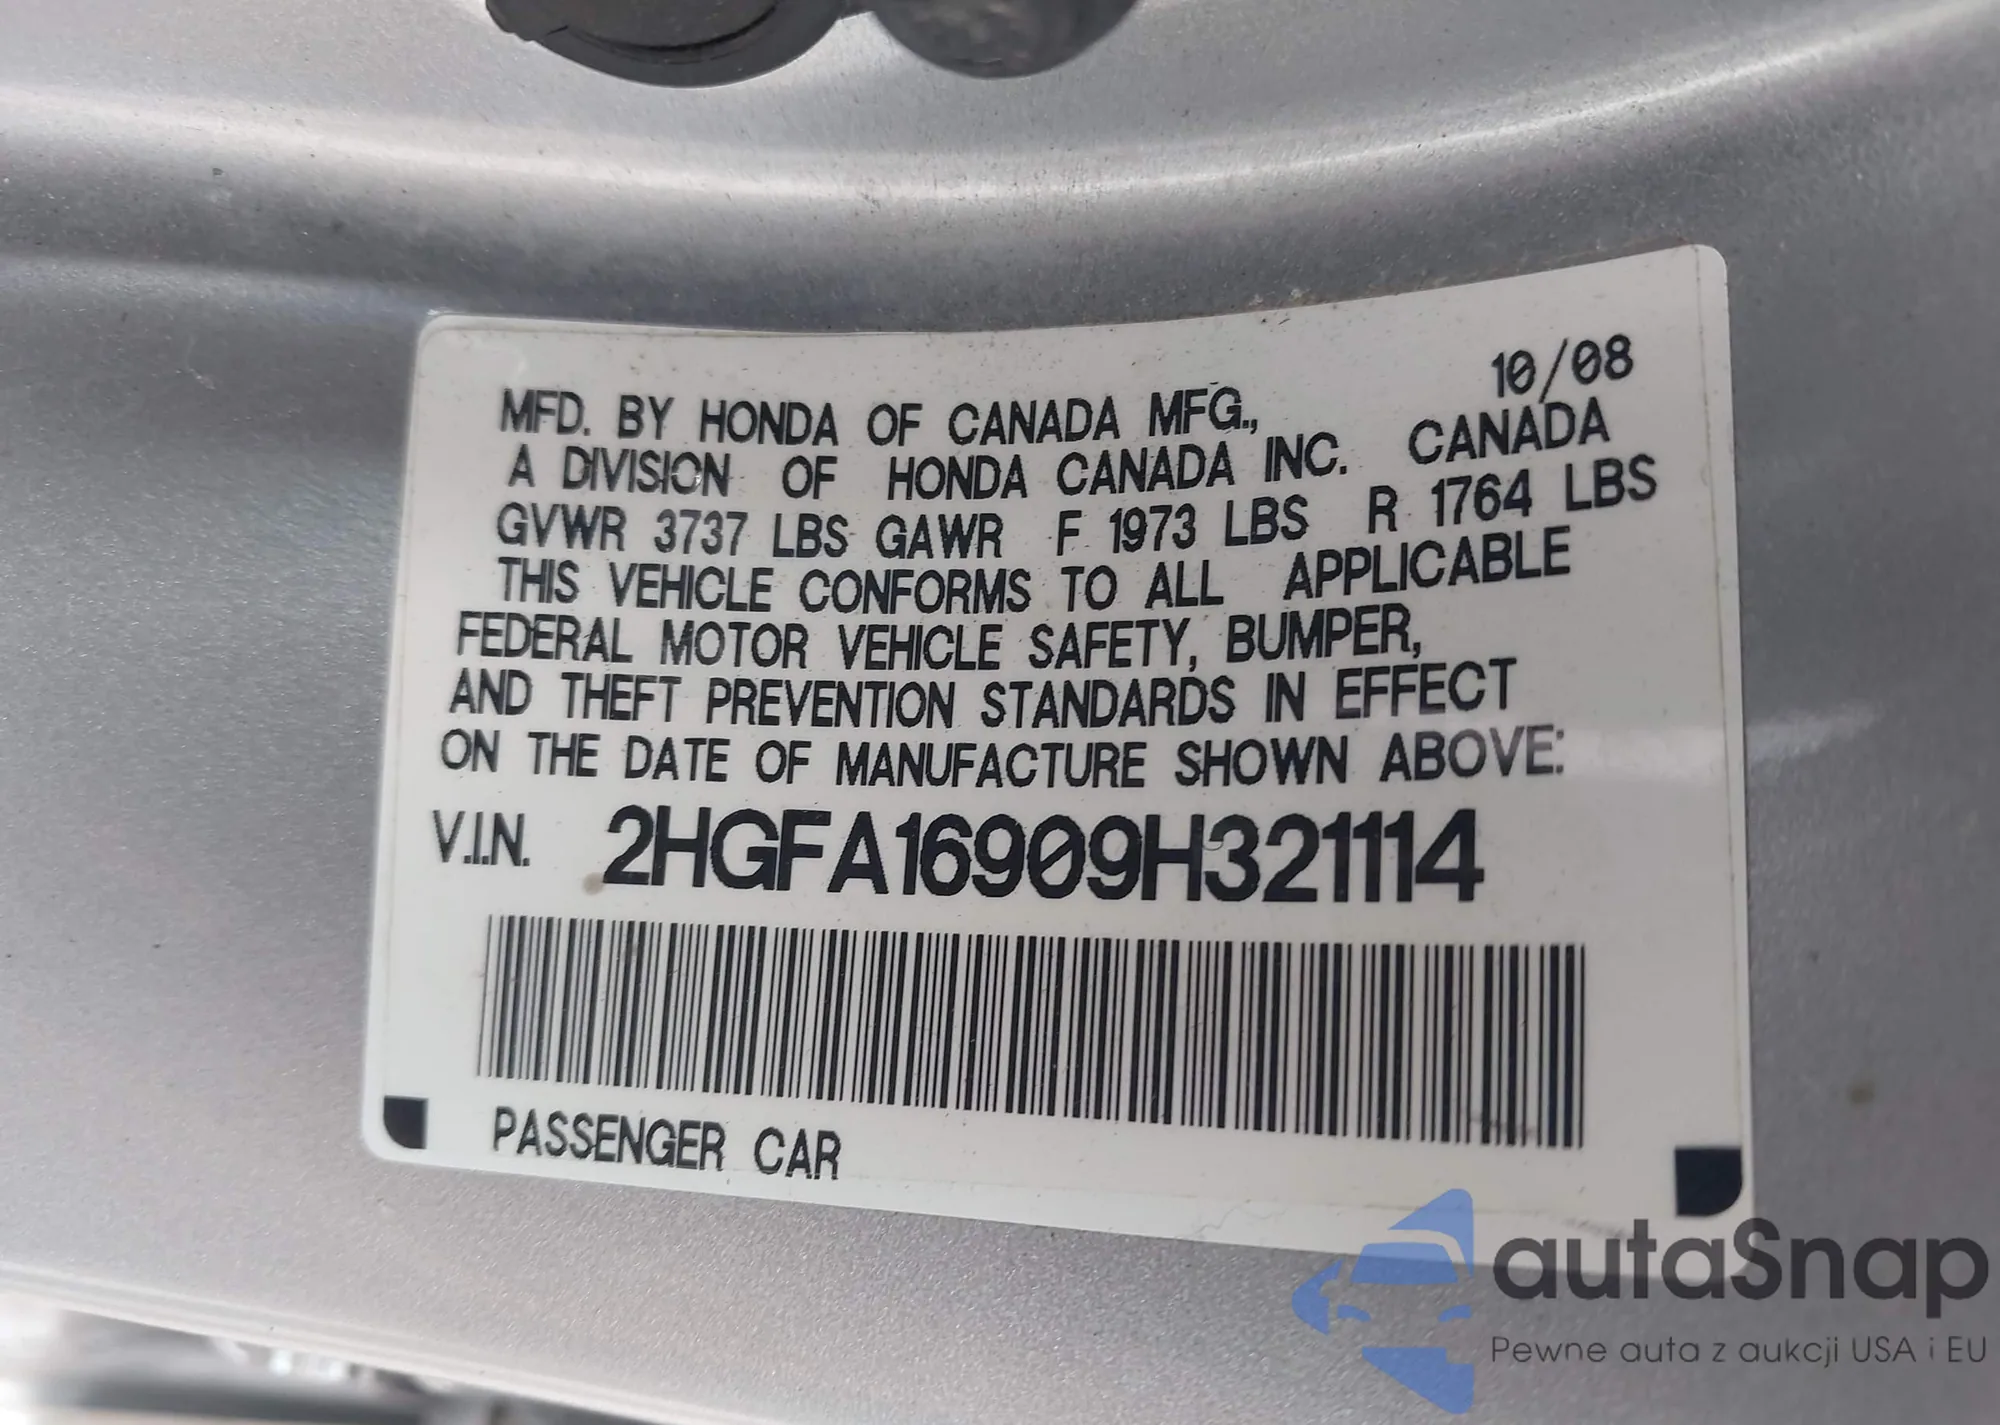 10/08
MFD. BY HONDA OF CANADA MFG.,
A DIVISION OF HONDA CANADA INC. CANADA
GVWR 3737 LBS GAWR F 1973 LBS R 1764 LBS
THIS VEHICLE CONFORMS TO ALL APPLICABLE
FEDERAL MOTOR VEHICLE SAFETY, BUMPER,
AND THEFT PREVENTION STANDARDS IN EFFECT
ON THE DATE OF MANUFACTURE SHOWN ABOVE:
V.I.N. 2HGFA16909H321114
PASSENGER CAR
autaSnap
Pewne auta z aukcji USA i EU